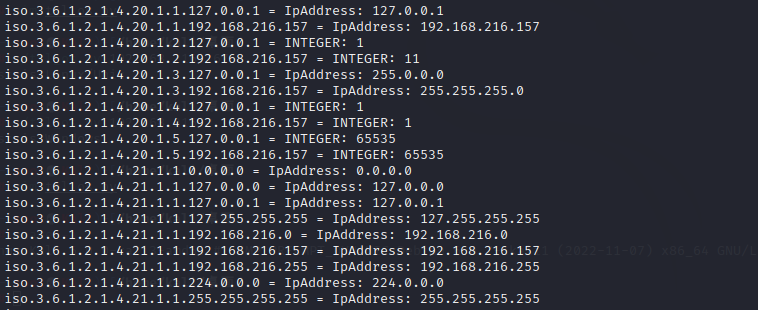 iso.3.6.1.2.1.4.20.1.1.127.0.0.1 = IpAddress: 127.0.0.1
iso.3.6.1.2.1.4.20.1.1.192.168.216.157 = IpAddress: 192.168.216.157
iso.3.6.1.2.1.4.20.1.2.127.0.0.1 = INTEGER: 1
iso.3.6.1.2.1.4.20.1.2.192.168.216.157 = INTEGER: 11
iso.3.6.1.2.1.4.20.1.3.127.0.0.1 = IpAddress: 255.0.0.0
iso.3.6.1.2.1.4.20.1.3.192.168.216.157 = IpAddress: 255.255.255.0
iso.3.6.1.2.1.4.20.1.4.127.0.0.1 = INTEGER: 1
iso.3.6.1.2.1.4.20.1.4.192.168.216.157 = INTEGER: 1
iso.3.6.1.2.1.4.20.1.5.127.0.0.1 = INTEGER: 65535
iso.3.6.1.2.1.4.20.1.5.192.168.216.157 = INTEGER: 65535
iso.3.6.1.2.1.4.21.1.1.0.0.0.0 = IpAddress: 0.0.0.0
iso.3.6.1.2.1.4.21.1.1.127.0.0.0 = IpAddress: 127.0.0.0
iso.3.6.1.2.1.4.21.1.1.127.0.0.1 = IpAddress: 127.0.0.1
iso.3.6.1.2.1.4.21.1.1.127.255.255.255 = IpAddress: 127.255.255.255
iso.3.6.1.2.1.4.21.1.1.192.168.216.0 = IpAddress: 192.168.216.0
iso.3.6.1.2.1.4.21.1.1.192.168.216.157 = IpAddress: 192.168.216.157 (2022-11-07) x86_64 GNU/L
iso.3.6.1.2.1.4.21.1.1.192.168.216.255 = IpAddress: 192.168.216.255
iso.3.6.1.2.1.4.21.1.1.224.0.0.0 = IpAddress: 224.0.0.0
iso.3.6.1.2.1.4.21.1.1.255.255.255.255 = IpAddress: 255.255.255.255